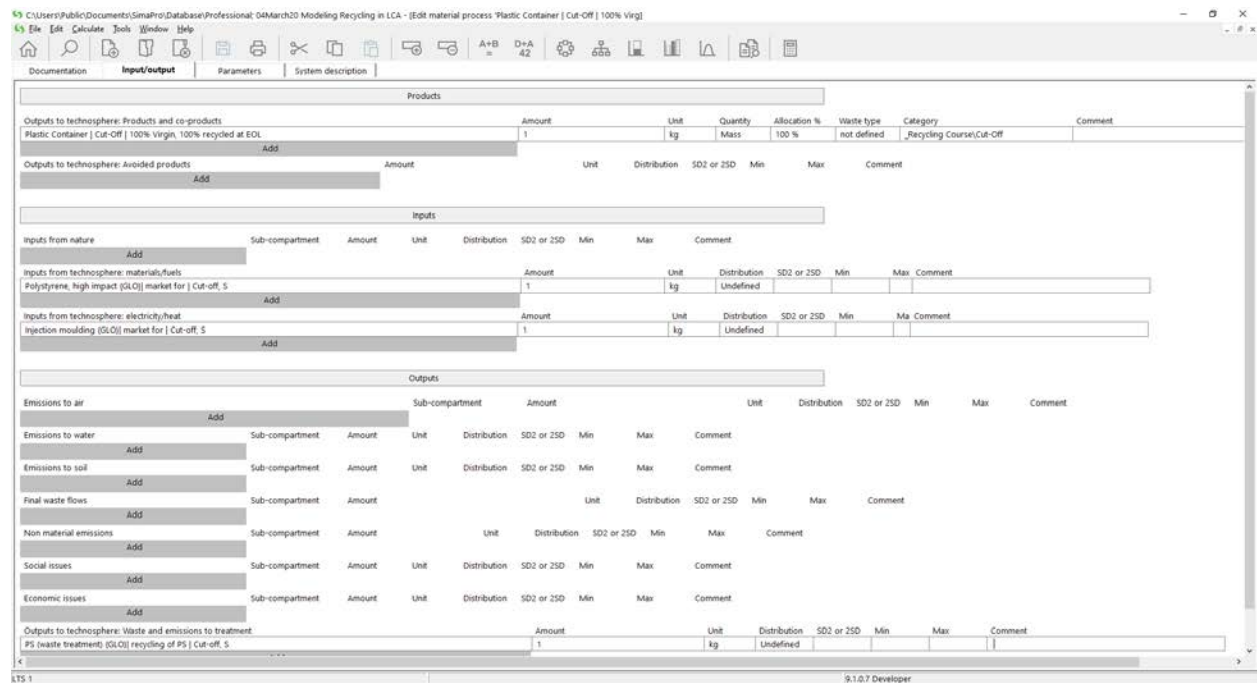 C:\Users\Public\Documents\SimaPro\Database\Professional; 04March20 Modeling Recycling in LCA - [Edit material process 'Plastic Container | Cut-Off | 100% Virg]
File Edit Calculate Tools Window Help
A+B = D÷A 42
Documentation Input/output Parameters System description
Products
Outputs to technosphere: Products and co-products Amount Unit Quantity Allocation % Waste type Category Comment
Plastic Container | Cut-Off | 100% Virgin, 100% recycled at EOL 1 kg Mass 100 % not defined _Recycling Course\Cut-Off
Add
Outputs to technosphere: Avoided products Amount Unit Distribution SD2 or 2SD Min Max Comment
Add
Inputs
Inputs from nature Sub-compartment Amount Unit Distribution SD2 or 2SD Min Max Comment
Add
Inputs from technosphere: materials/fuels Amount Unit Distribution SD2 or 2SD Min Max Comment
Polystyrene, high impact {GLO}| market for | Cut-off, S 1 kg Undefined
Add
Inputs from technosphere: electricity/heat Amount Unit Distribution SD2 or 2SD Min Ma Comment
Injection moulding {GLO}| market for | Cut-off, S 1 kg Undefined
Add
Outputs
Emissions to air Sub-compartment Amount Unit Distribution SD2 or 2SD Min Max Comment
Add
Emissions to water Sub-compartment Amount Unit Distribution SD2 or 2SD Min Max Comment
Add
Emissions to soil Sub-compartment Amount Unit Distribution SD2 or 2SD Min Max Comment
Add
Final waste flows Sub-compartment Amount Unit Distribution SD2 or 2SD Min Max Comment
Add
Non material emissions Sub-compartment Amount Unit Distribution SD2 or 2SD Min Max Comment
Add
Social issues Sub-compartment Amount Unit Distribution SD2 or 2SD Min Max Comment
Add
Economic issues Sub-compartment Amount Unit Distribution SD2 or 2SD Min Max Comment
Add
Outputs to technosphere: Waste and emissions to treatment Amount Unit Distribution SD2 or 2SD Min Max Comment
PS (waste treatment) {GLO}| recycling of PS | Cut-off, S 1 kg Undefined
LTS 1 9.1.0.7 Developer